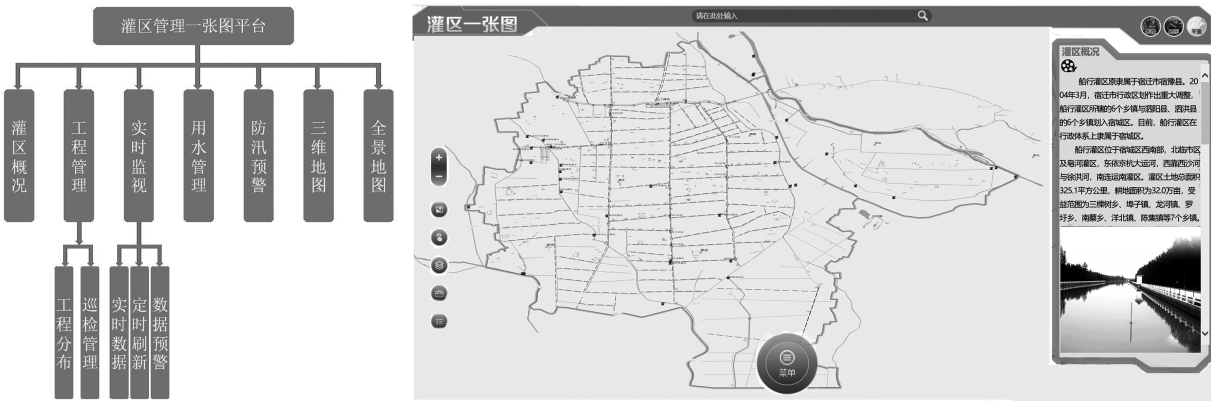 灌区管理一张图平台
灌区概况
工程管理
实时监视
用水管理
防汛预警
三维地图
全景地图
工程分布
巡检管理
实时数据
定时刷新
数据预警
灌区一张图
请在此处输入
菜单
灌区概况
船行灌区原隶属于宿迁市宿豫县。20
04年3月，宿迁市行政区划作出重大调整，
船行灌区所辖的6个乡镇与泗阳县、泗洪县
的6个乡镇划入宿城区。目前，船行灌区在
行政体系上隶属于宿城区。
船行灌区位于宿城区西南部，北临市区
及皂河灌区，东依京杭大运河，西靠西沙河
与徐洪河，南连运南灌区。灌区土地总面积
325.1平方公里，耕地面积为32.0万亩，受
益范围为三棵树乡、埠子镇、龙河镇、罗
圩乡、南蔡乡、洋北镇、陈集镇等7个乡镇。